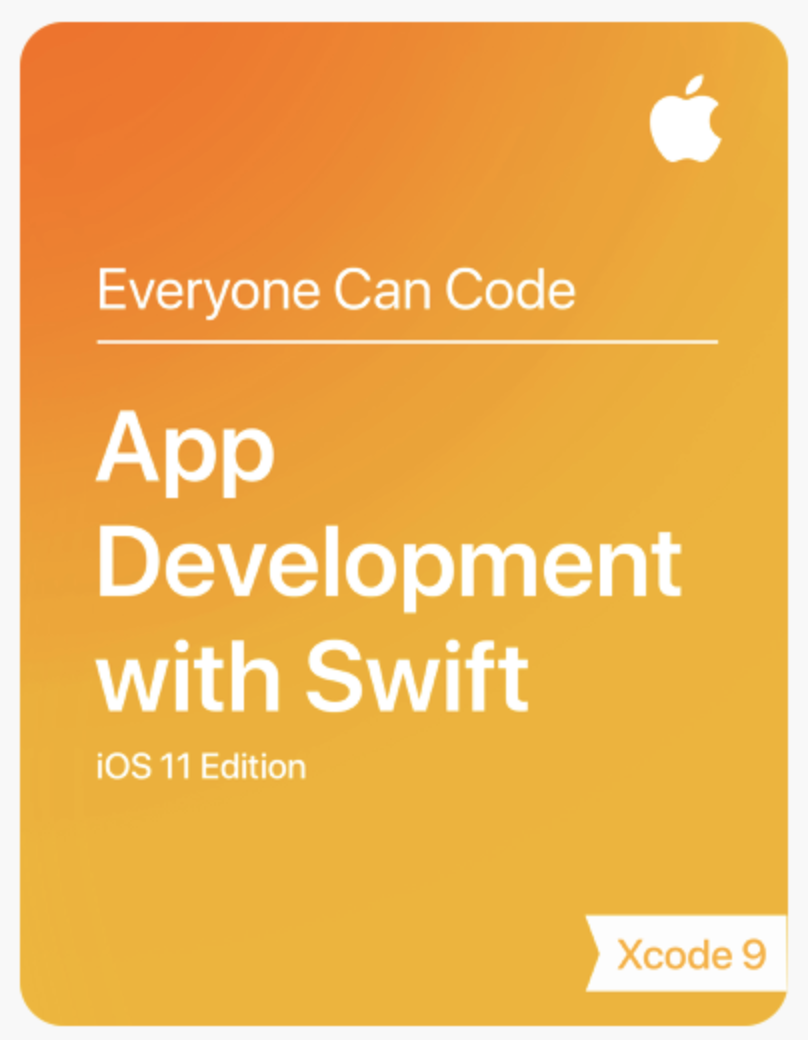 Everyone Can Code
App
Development
with Swift
iOS 11 Edition
Xcode 9